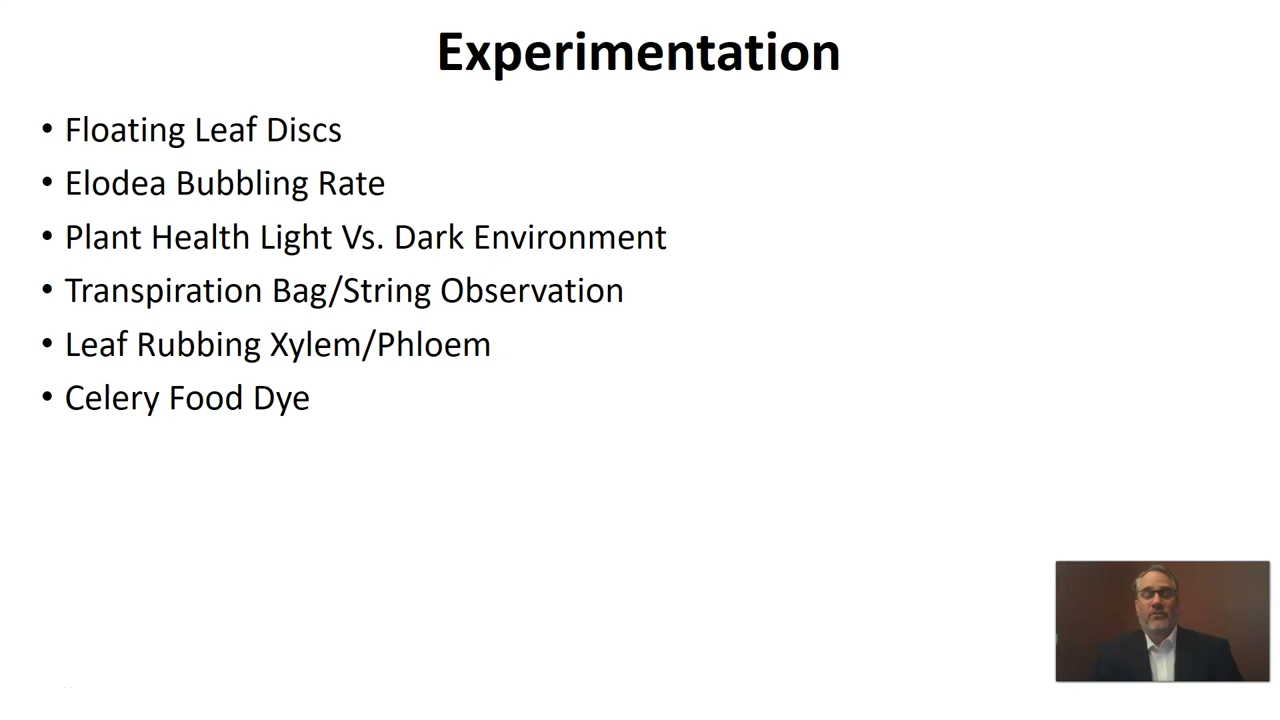 Experimentation
• Floating Leaf Discs
• Elodea Bubbling Rate
• Plant Health Light Vs. Dark Environment
• Transpiration Bag/String Observation
• Leaf Rubbing Xylem/Phloem
• Celery Food Dye